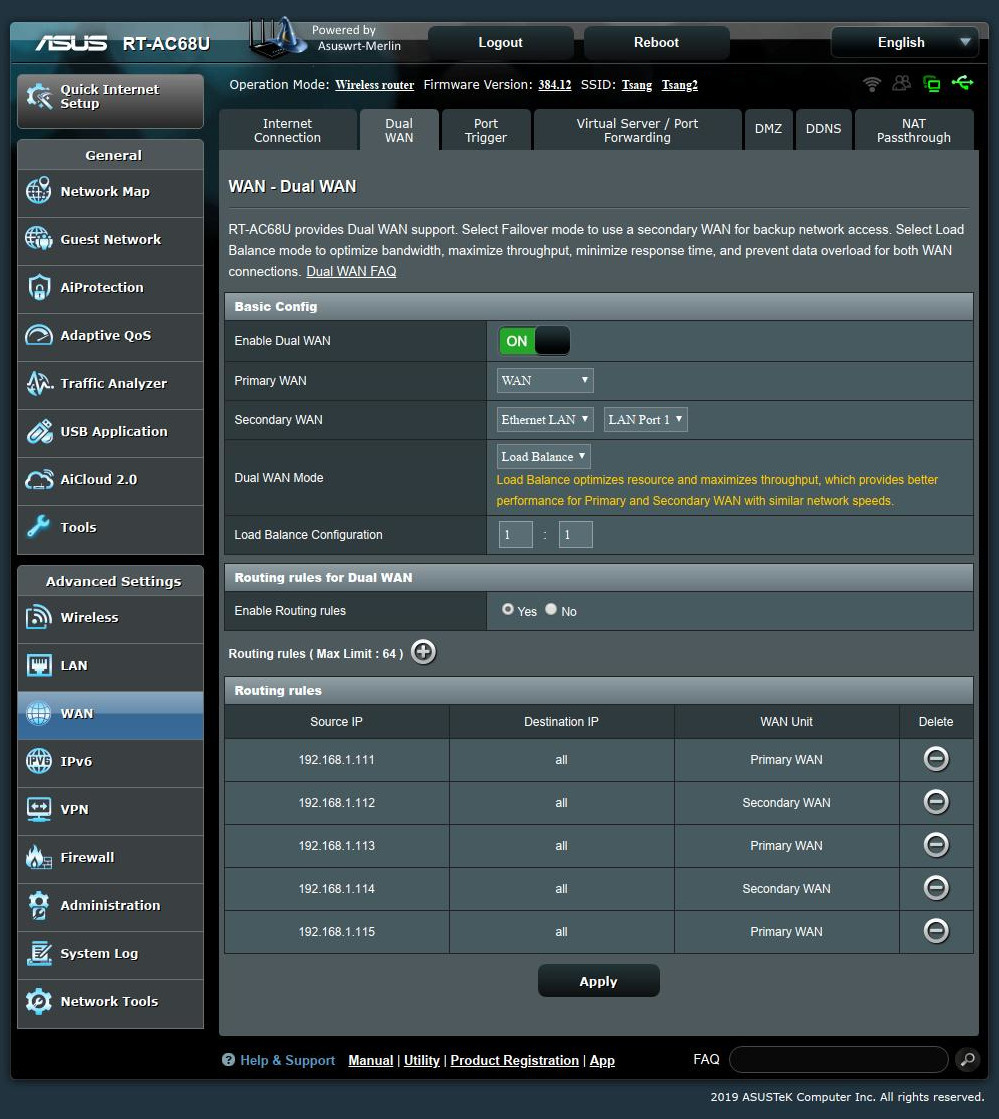 ASUS RT-AC68U
Powered by
Asuswrt-Merlin
Logout
Reboot
English
Quick Internet
Setup
Operation Mode: Wireless router Firmware Version: 384.12 SSID: Tsang Tsang2
Internet
Connection
Dual
WAN
Port
Trigger
Virtual Server / Port
Forwarding
DMZ
DDNS
NAT
Passthrough
General
Network Map
Guest Network
AiProtection
Adaptive QoS
Traffic Analyzer
USB Application
AiCloud 2.0
Tools
Advanced Settings
Wireless
LAN
WAN
IPV6
IPv6
VPN
Firewall
Administration
System Log
Network Tools
WAN - Dual WAN
RT-AC68U provides Dual WAN support. Select Failover mode to use a secondary WAN for backup network access. Select Load
Balance mode to optimize bandwidth, maximize throughput, minimize response time, and prevent data overload for both WAN
connections. Dual WAN FAQ
Basic Config
Enable Dual WAN ON
Primary WAN WAN
Secondary WAN Ethernet LAN LAN Port 1
Dual WAN Mode Load Balance
Load Balance optimizes resource and maximizes throughput, which provides better
performance for Primary and Secondary WAN with similar network speeds.
Load Balance Configuration 1 : 1
Routing rules for Dual WAN
Enable Routing rules Yes No
Routing rules ( Max Limit : 64 )
Routing rules
Source IP Destination IP WAN Unit Delete
192.168.1.111 all Primary WAN
192.168.1.112 all Secondary WAN
192.168.1.113 all Primary WAN
192.168.1.114 all Secondary WAN
192.168.1.115 all Primary WAN
Apply
? Help & Support Manual | Utility | Product Registration | App FAQ
2019 ASUSTeK Computer Inc. All rights reserved.